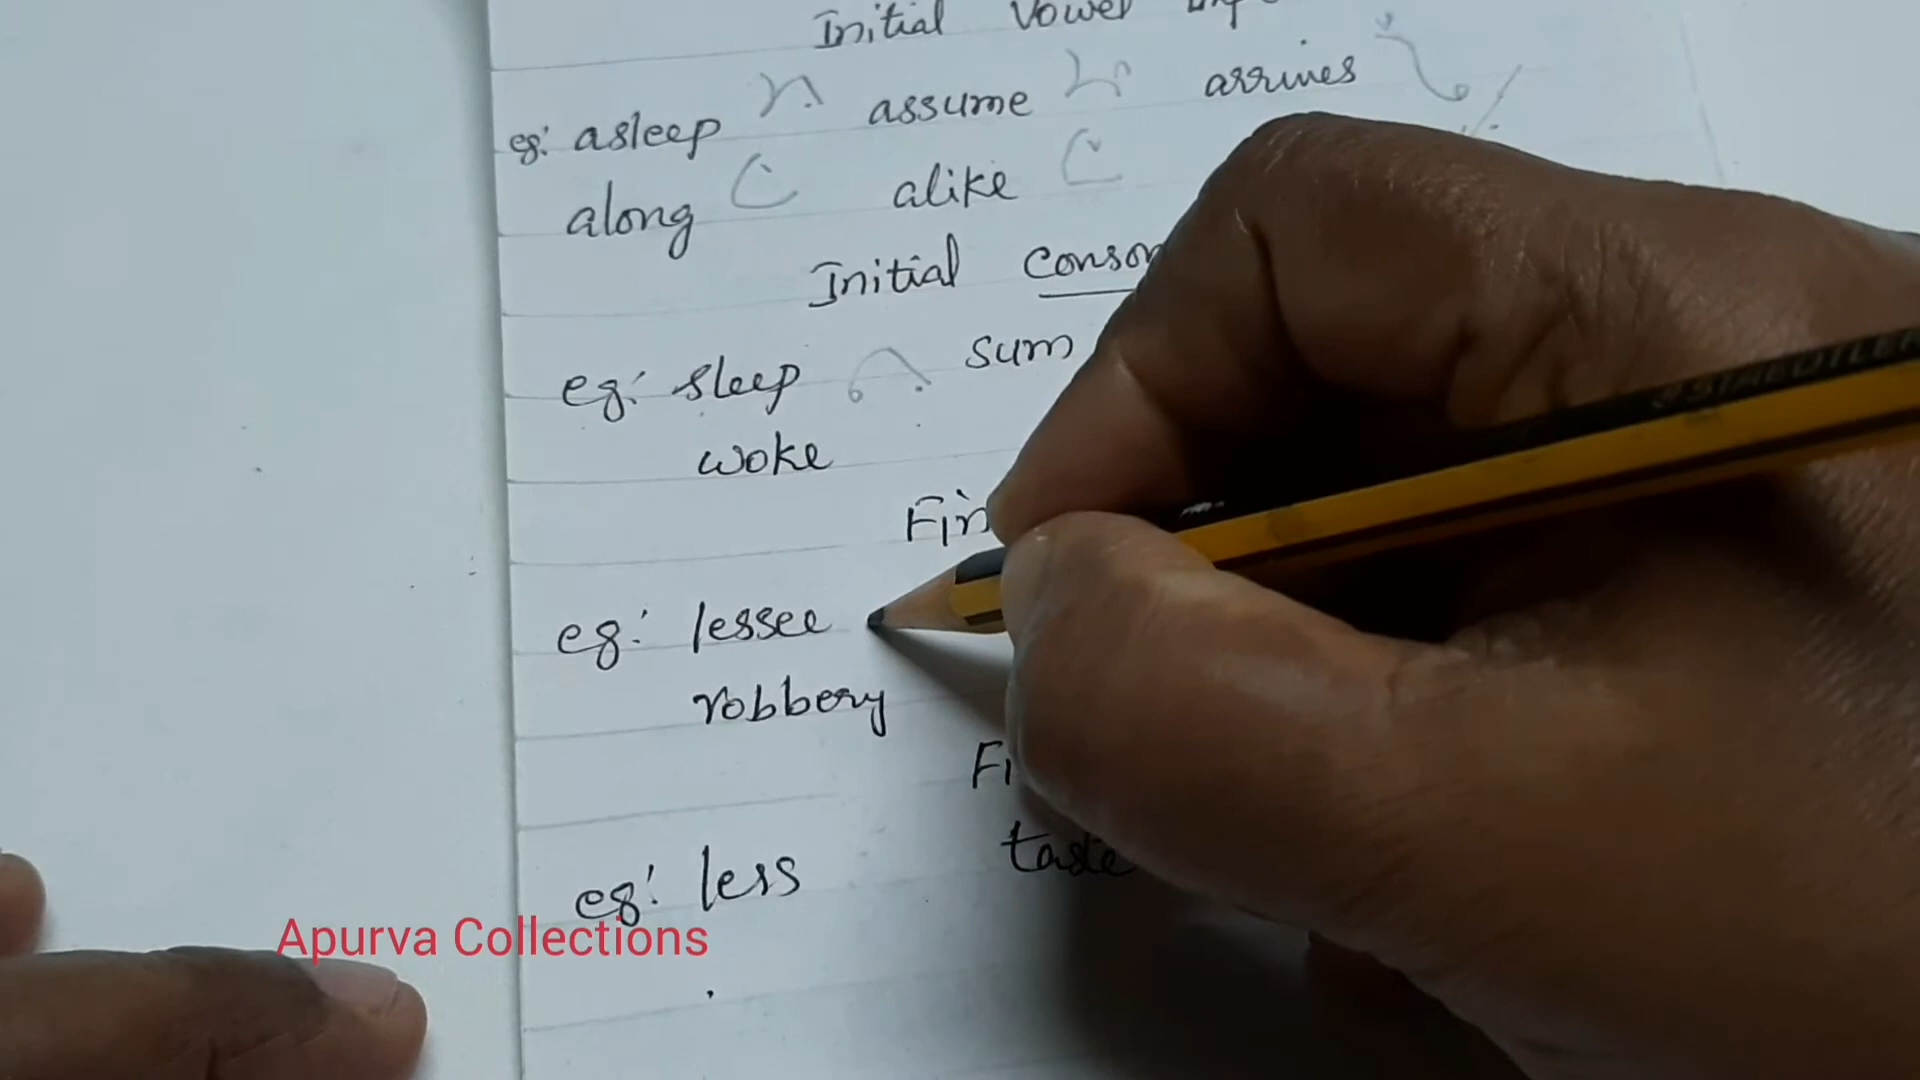 Initial Vowel
eg: asleep assume arrives
along alike
Initial
eg: sleep sum
woke
eg: lessee
robbery
eg: less taste
Apurva Collections